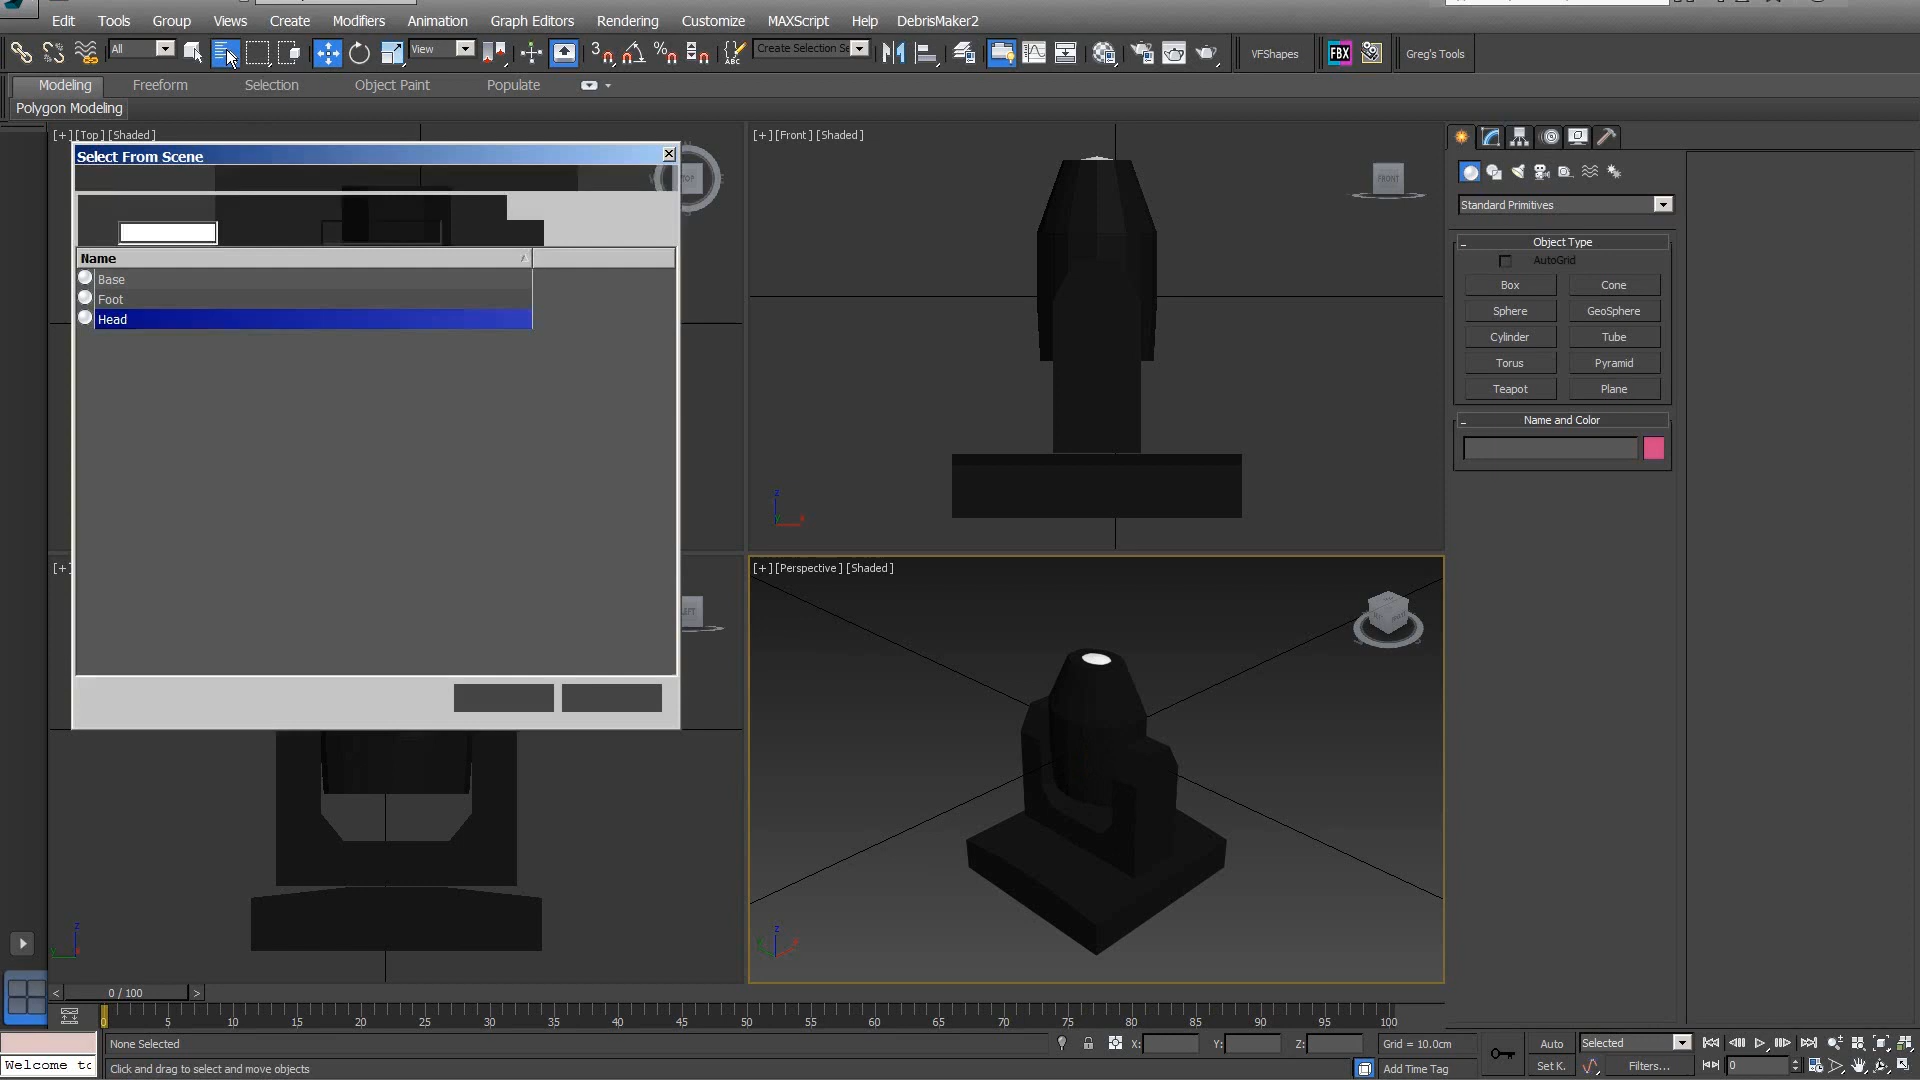 Edit Tools Group Views Create Modifiers Animation Graph Editors Rendering Customize MAXScript Help DebrisMaker2
All View Create Selection Se VFShapes FBX Greg's Tools
Modeling Freeform Selection Object Paint Populate
Polygon Modeling
[+][Top][Shaded]
[+][Front][Shaded]
Select From Scene
TOP
FRONT
Name
Base
Foot
Head
Standard Primitives
Object Type
AutoGrid
Box Cone
Sphere GeoSphere
Cylinder Tube
Torus Pyramid
Teapot Plane
Name and Color
[+]
[+][Perspective][Shaded]
0 / 100
0 5 10 15 20 25 30 35 40 45 50 55 60 65 70 75 80 85 90 95 100
None Selected X: Y: Z: Grid = 10.0cm Auto Selected
Welcome to Click and drag to select and move objects Add Time Tag Set K. Filters... 0